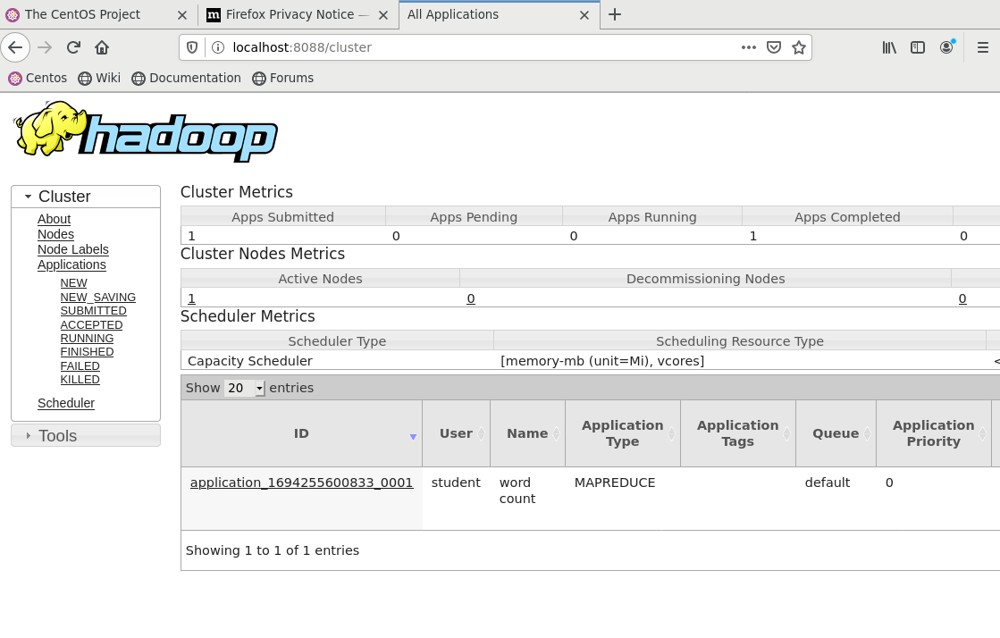 The CentOS Project
Firefox Privacy Notice —
All Applications
localhost:8088/cluster
Centos
Wiki
Documentation
Forums
hadoop
Cluster
About
Nodes
Node Labels
Applications
NEW
NEW_SAVING
SUBMITTED
ACCEPTED
RUNNING
FINISHED
FAILED
KILLED
Scheduler
Tools
Cluster Metrics
Apps Submitted Apps Pending Apps Running Apps Completed
1 0 0 1 0
Cluster Nodes Metrics
Active Nodes Decommissioning Nodes
1 0 0
Scheduler Metrics
Scheduler Type Scheduling Resource Type
Capacity Scheduler [memory-mb (unit=Mi), vcores] <
Show 20 entries
ID User Name Application Type Application Tags Queue Application Priority
application_1694255600833_0001 student word count MAPREDUCE default 0
Showing 1 to 1 of 1 entries